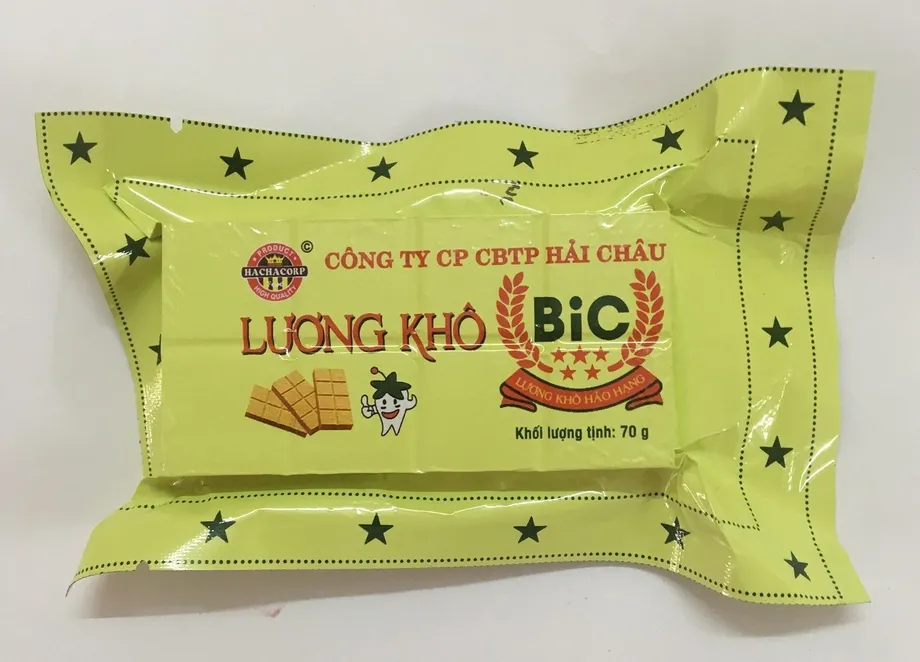 PRODUCT
HACHACORP
HIGH QUALITY
©
CÔNG TY CP CBTP HẢI CHÂU
LƯƠNG KHÔ
BiC
LƯƠNG KHÔ HẢO HẠNG
Khối lượng tịnh: 70 g